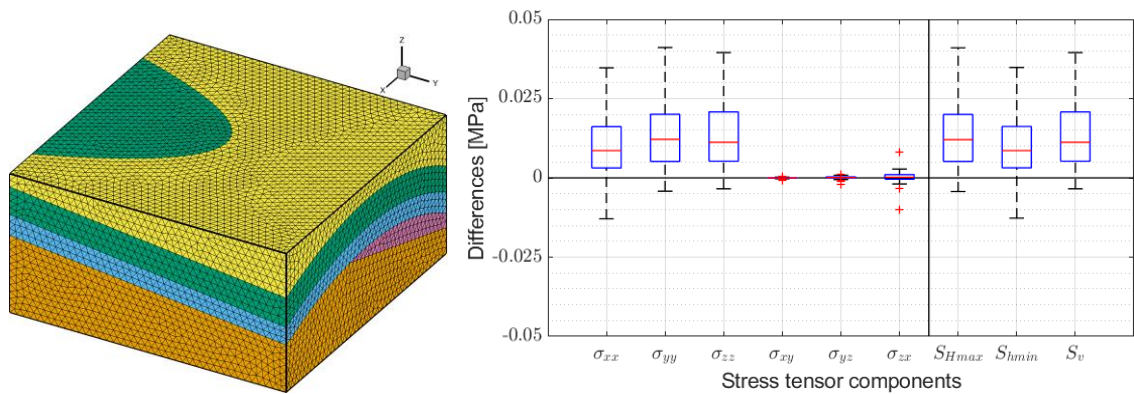 Z
X
Y
0.05
0.025
0
-0.025
-0.05
Differences [MPa]
σxx σyy σzz σxy σyz σzx SHmax Shmin Sv
Stress tensor components